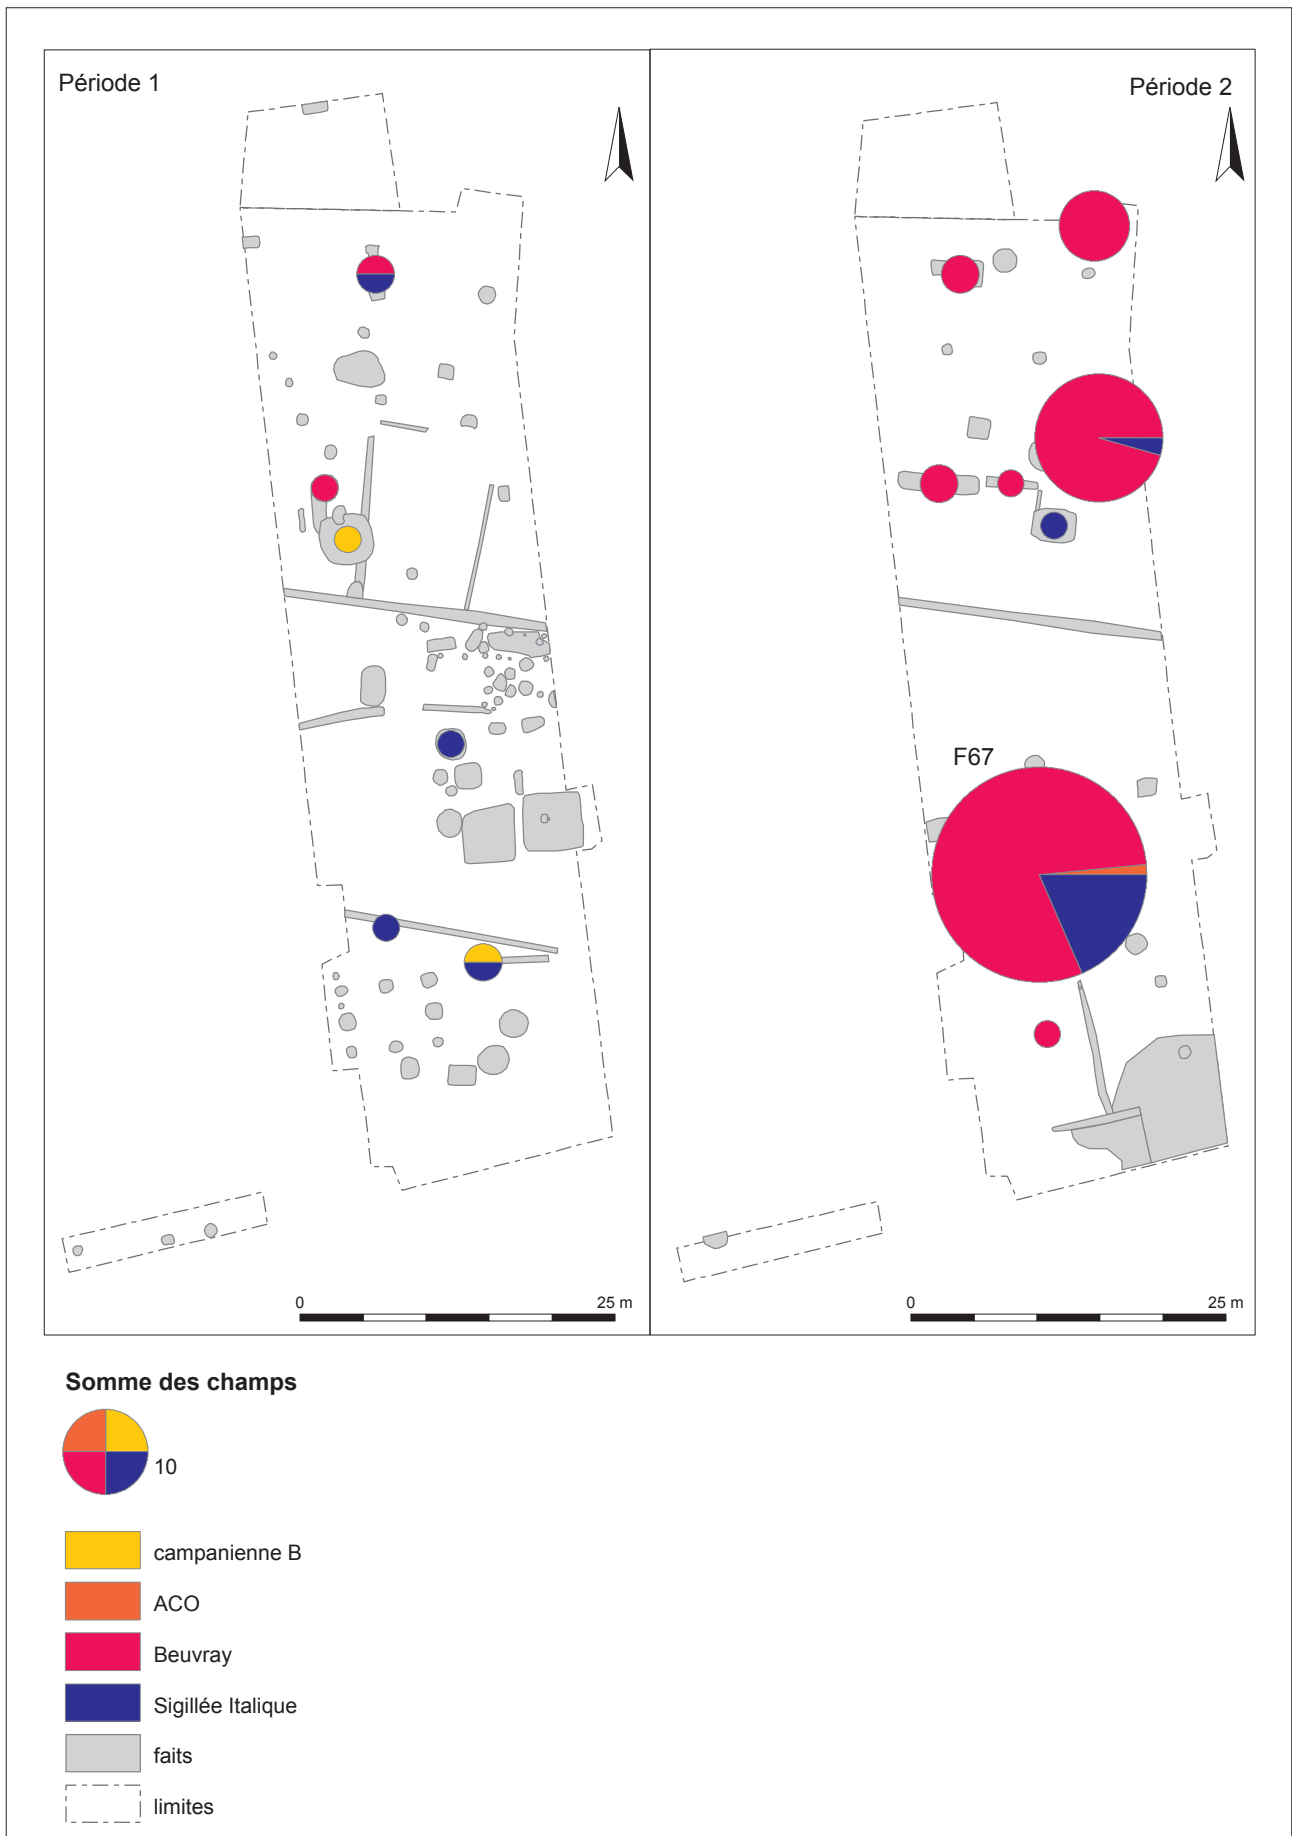 Période 1
Période 2
F67
0 25 m
0 25 m
Somme des champs
10
campanienne B
ACO
Beuvray
Sigillée Italique
faits
limites